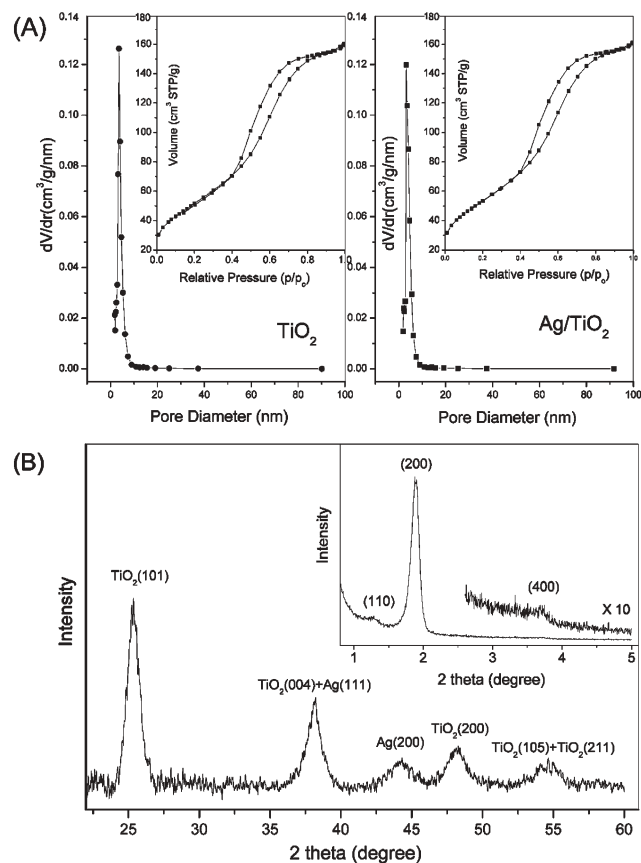 (A)
0.14
0.12
0.10
0.08
0.06
0.04
0.02
0.00
dV/dr(cm³/g/nm)
0 20 40 60 80 100
Pore Diameter (nm)
TiO₂
160
140
120
100
80
60
40
20
Volume (cm³ STP/g)
0.0 0.2 0.4 0.6 0.8 1.0
Relative Pressure (p/p₀)
0.14
0.12
0.10
0.08
0.06
0.04
0.02
0.00
dV/dr(cm³/g/nm)
0 20 40 60 80 100
Pore Diameter (nm)
Ag/TiO₂
160
140
120
100
80
60
40
20
Volume (cm³ STP/g)
0.0 0.2 0.4 0.6 0.8 1.0
Relative Pressure (p/p₀)
(B)
Intensity
TiO₂(101)
TiO₂(004)+Ag(111)
Ag(200)
TiO₂(200)
TiO₂(105)+TiO₂(211)
25 30 35 40 45 50 55 60
2 theta (degree)
Intensity
(200)
(110)
(400)
X 10
1 2 3 4 5
2 theta (degree)